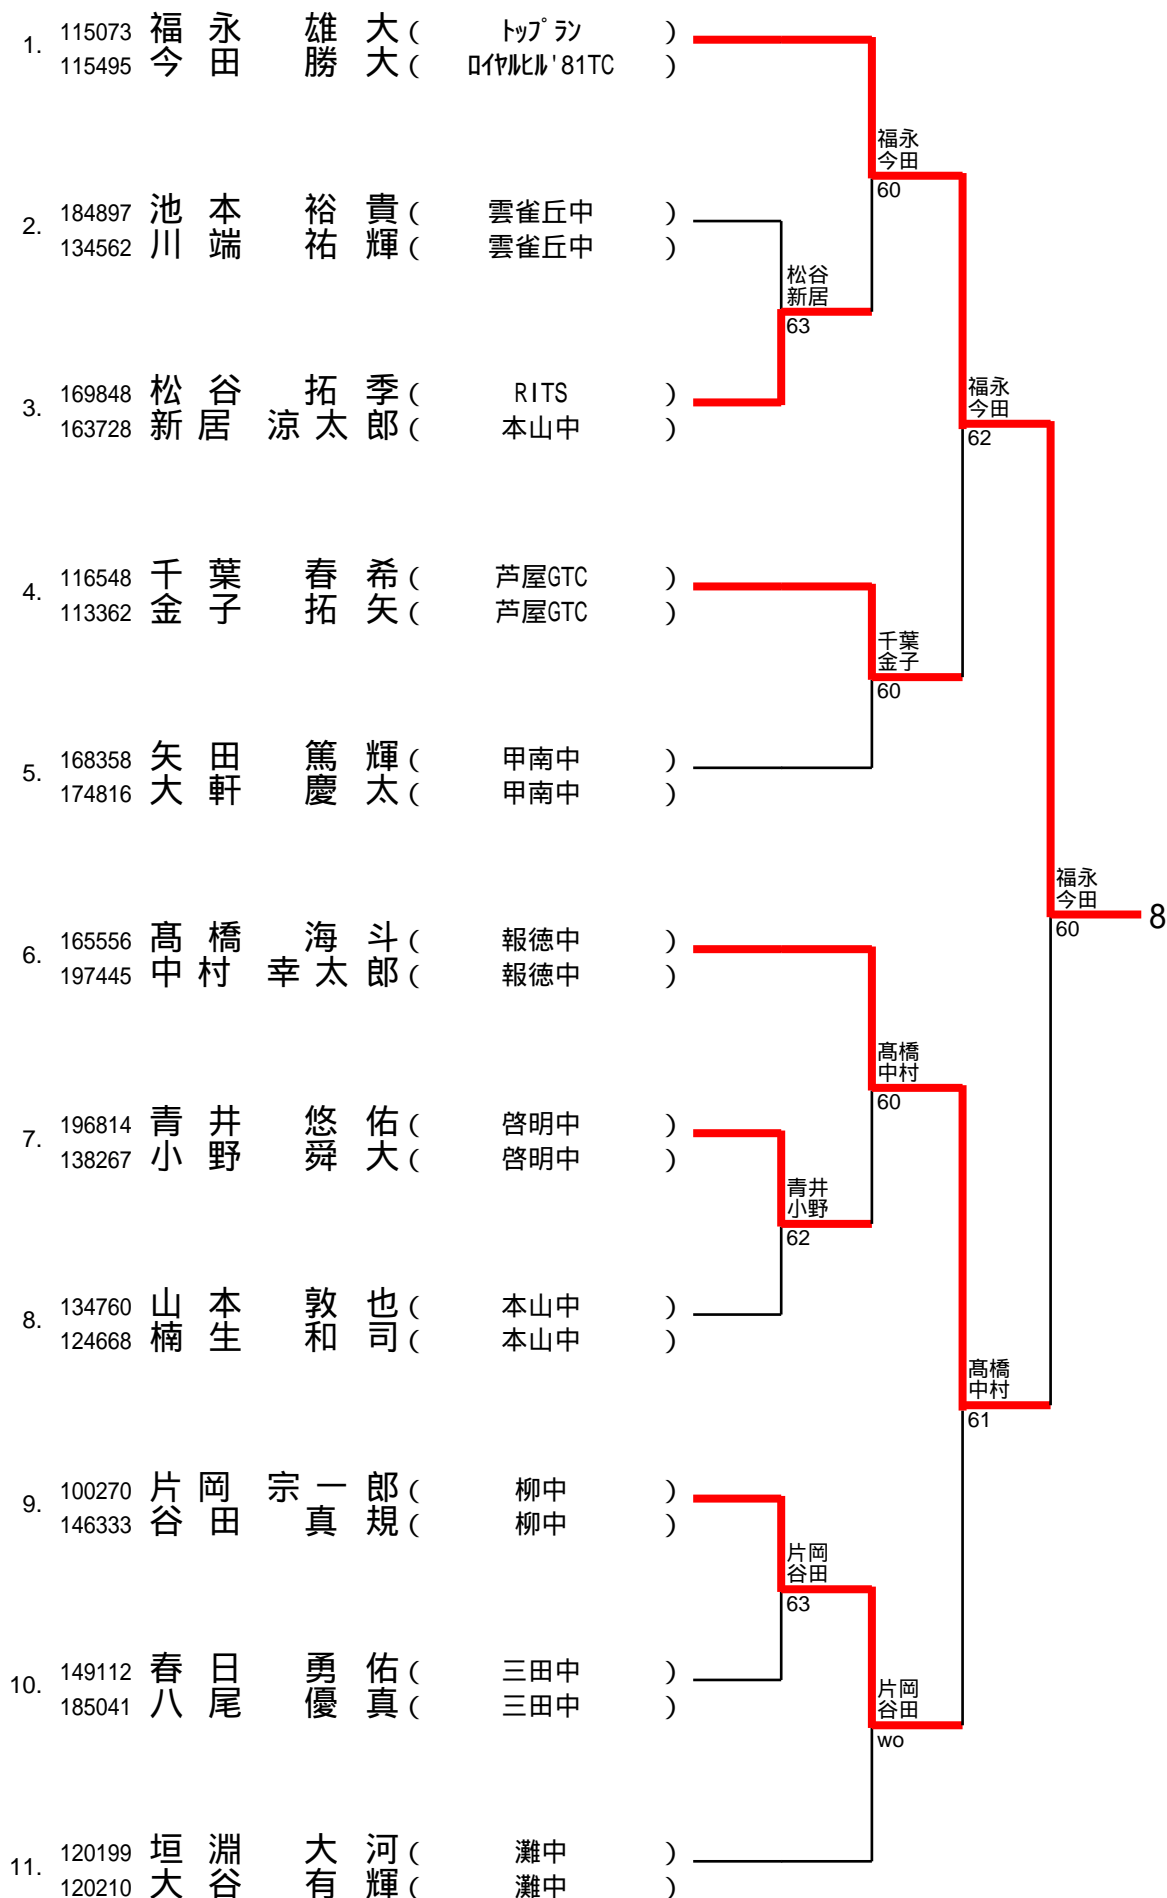 1. 115073 福永 雄大 ( トップラン )
115495 今田 勝大 ( ロイヤルヒル'81TC )
福永
今田
60
2. 184897 池本 裕貴 ( 雲雀丘中 )
134562 川端 祐輝 ( 雲雀丘中 )
松谷
新居
63
3. 169848 松谷 拓季 ( RITS )
163728 新居 涼太郎 ( 本山中 )
福永
今田
62
4. 116548 千葉 春希 ( 芦屋GTC )
113362 金子 拓矢 ( 芦屋GTC )
千葉
金子
60
5. 168358 矢田 篤輝 ( 甲南中 )
174816 大軒 慶太 ( 甲南中 )
福永
今田
60
8
6. 165556 髙橋 海斗 ( 報徳中 )
197445 中村 幸太郎 ( 報徳中 )
髙橋
中村
60
7. 196814 青井 悠佑 ( 啓明中 )
138267 小野 舜大 ( 啓明中 )
青井
小野
62
8. 134760 山本 敦也 ( 本山中 )
124668 楠生 和司 ( 本山中 )
髙橋
中村
61
9. 100270 片岡 宗一郎 ( 柳中 )
146333 谷田 真規 ( 柳中 )
片岡
谷田
63
10. 149112 春日 勇佑 ( 三田中 )
185041 八尾 優真 ( 三田中 )
片岡
谷田
wo
11. 120199 垣淵 大河 ( 灘中 )
120210 大谷 有輝 ( 灘中 )